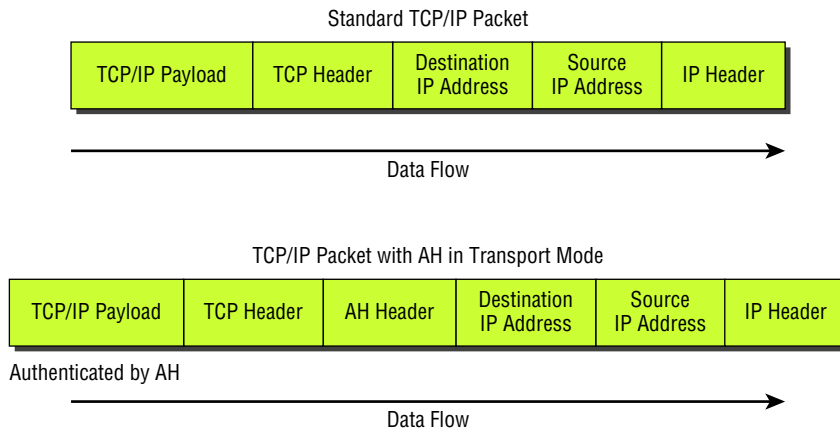 Standard TCP/IP Packet
TCP/IP Payload
TCP Header
Destination
IP Address
Source
IP Address
IP Header
Data Flow
TCP/IP Packet with AH in Transport Mode
TCP/IP Payload
TCP Header
AH Header
Destination
IP Address
Source
IP Address
IP Header
Authenticated by AH
Data Flow